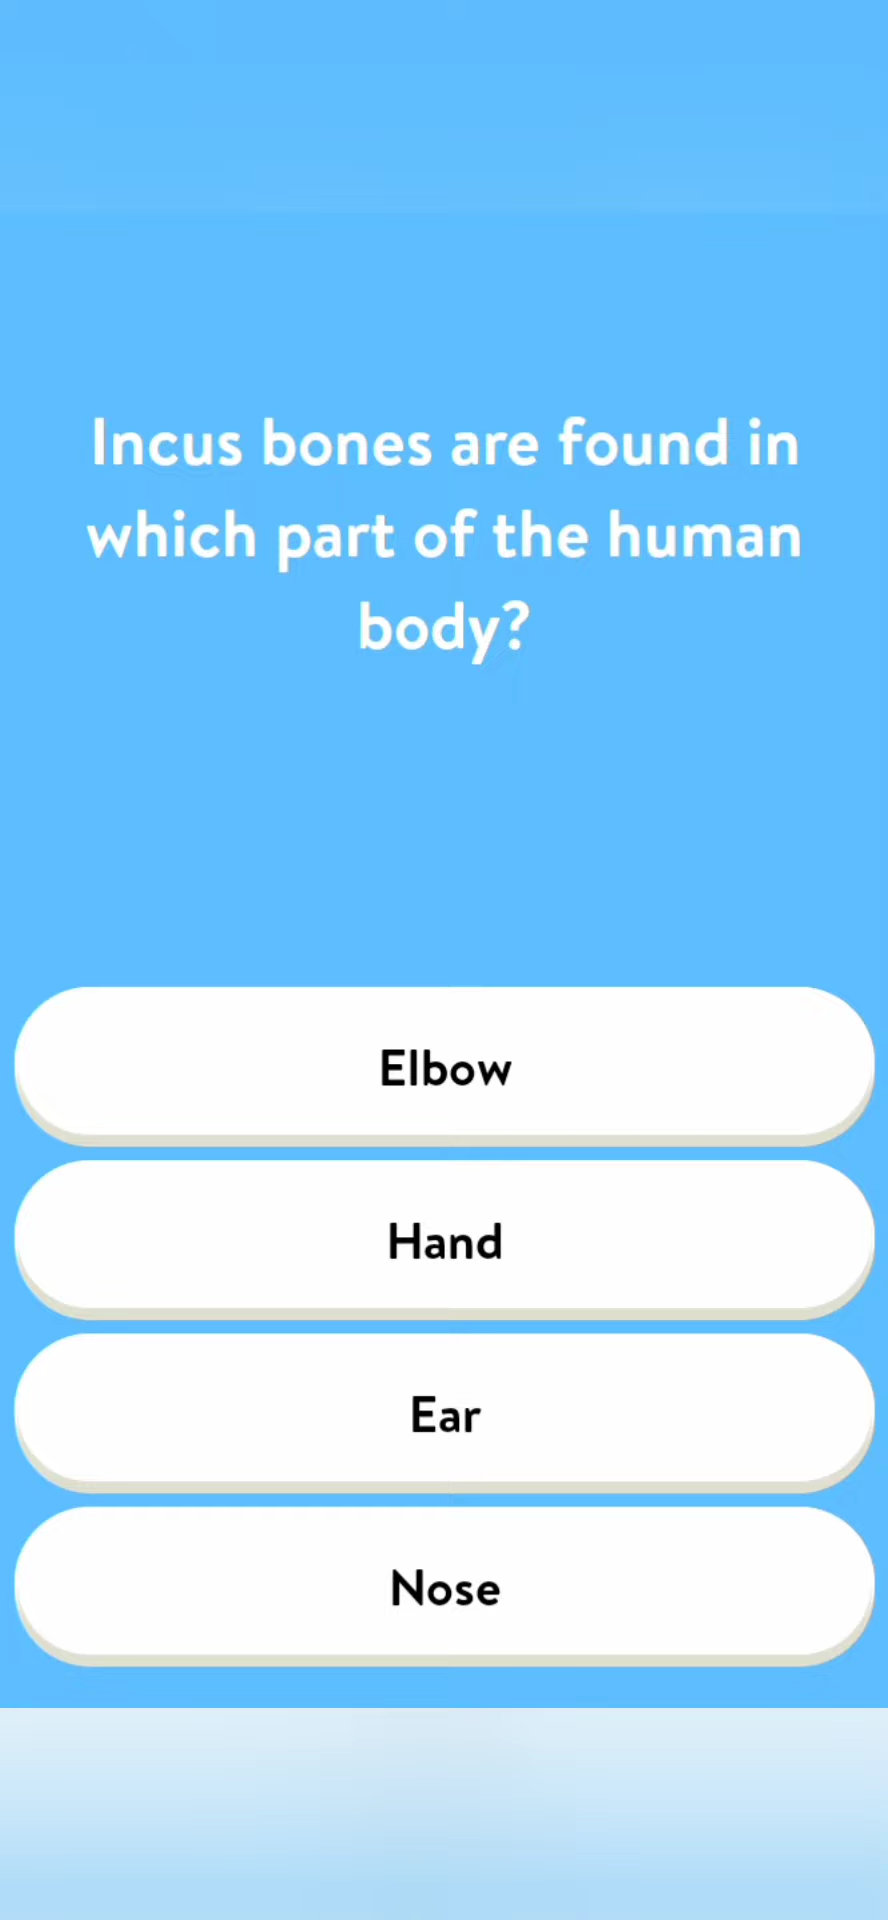 Incus bones are found in
which part of the human
body?
Elbow
Hand
Ear
Nose